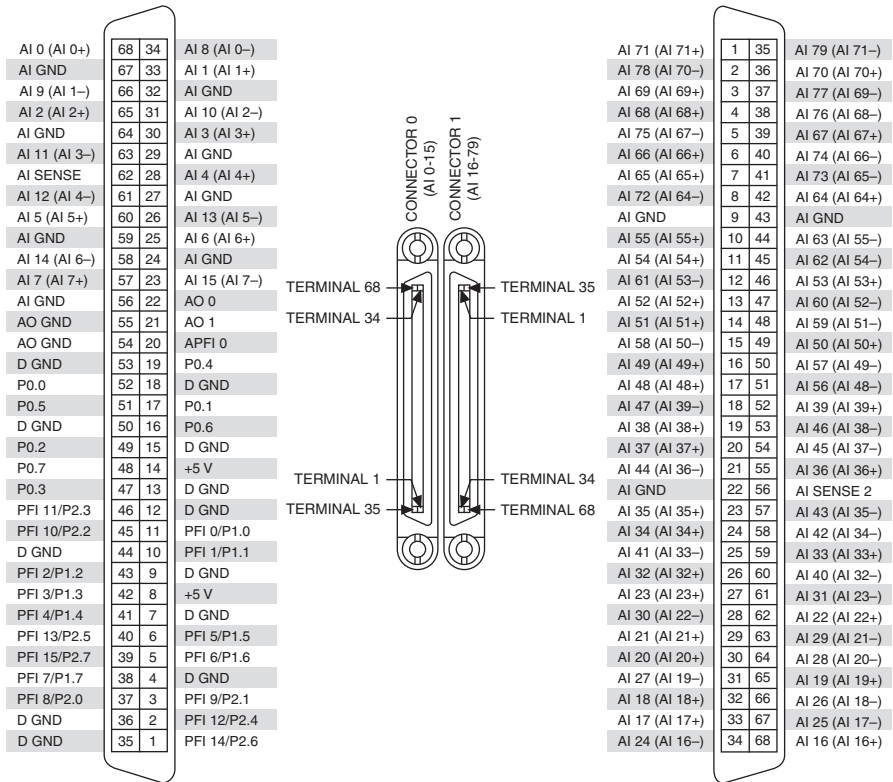 AI 0 (AI 0+) 68 34 AI 8 (AI 0–)
AI GND 67 33 AI 1 (AI 1+)
AI 9 (AI 1–) 66 32 AI GND
AI 2 (AI 2+) 65 31 AI 10 (AI 2–)
AI GND 64 30 AI 3 (AI 3+)
AI 11 (AI 3–) 63 29 AI GND
AI SENSE 62 28 AI 4 (AI 4+)
AI 12 (AI 4–) 61 27 AI GND
AI 5 (AI 5+) 60 26 AI 13 (AI 5–)
AI GND 59 25 AI 6 (AI 6+)
AI 14 (AI 6–) 58 24 AI GND
AI 7 (AI 7+) 57 23 AI 15 (AI 7–)
AI GND 56 22 AO 0
AO GND 55 21 AO 1
AO GND 54 20 APFI 0
D GND 53 19 P0.4
P0.0 52 18 D GND
P0.5 51 17 P0.1
D GND 50 16 P0.6
P0.2 49 15 D GND
P0.7 48 14 +5 V
P0.3 47 13 D GND
PFI 11/P2.3 46 12 D GND
PFI 10/P2.2 45 11 PFI 0/P1.0
D GND 44 10 PFI 1/P1.1
PFI 2/P1.2 43 9 D GND
PFI 3/P1.3 42 8 +5 V
PFI 4/P1.4 41 7 D GND
PFI 13/P2.5 40 6 PFI 5/P1.5
PFI 15/P2.7 39 5 PFI 6/P1.6
PFI 7/P1.7 38 4 D GND
PFI 8/P2.0 37 3 PFI 9/P2.1
D GND 36 2 PFI 12/P2.4
D GND 35 1 PFI 14/P2.6
CONNECTOR 0
(AI 0-15)
CONNECTOR 1
(AI 16-79)
TERMINAL 68
TERMINAL 34
TERMINAL 35
TERMINAL 1
TERMINAL 1
TERMINAL 35
TERMINAL 34
TERMINAL 68
AI 71 (AI 71+) 1 35 AI 79 (AI 71–)
AI 78 (AI 70–) 2 36 AI 70 (AI 70+)
AI 69 (AI 69+) 3 37 AI 77 (AI 69–)
AI 68 (AI 68+) 4 38 AI 76 (AI 68–)
AI 75 (AI 67–) 5 39 AI 67 (AI 67+)
AI 66 (AI 66+) 6 40 AI 74 (AI 66–)
AI 65 (AI 65+) 7 41 AI 73 (AI 65–)
AI 72 (AI 64–) 8 42 AI 64 (AI 64+)
AI GND 9 43 AI GND
AI 55 (AI 55+) 10 44 AI 63 (AI 55–)
AI 54 (AI 54+) 11 45 AI 62 (AI 54–)
AI 61 (AI 53–) 12 46 AI 53 (AI 53+)
AI 52 (AI 52+) 13 47 AI 60 (AI 52–)
AI 51 (AI 51+) 14 48 AI 59 (AI 51–)
AI 58 (AI 50–) 15 49 AI 50 (AI 50+)
AI 49 (AI 49+) 16 50 AI 57 (AI 49–)
AI 48 (AI 48+) 17 51 AI 56 (AI 48–)
AI 47 (AI 39–) 18 52 AI 39 (AI 39+)
AI 38 (AI 38+) 19 53 AI 46 (AI 38–)
AI 37 (AI 37+) 20 54 AI 45 (AI 37–)
AI 44 (AI 36–) 21 55 AI 36 (AI 36+)
AI GND 22 56 AI SENSE 2
AI 35 (AI 35+) 23 57 AI 43 (AI 35–)
AI 34 (AI 34+) 24 58 AI 42 (AI 34–)
AI 41 (AI 33–) 25 59 AI 33 (AI 33+)
AI 32 (AI 32+) 26 60 AI 40 (AI 32–)
AI 23 (AI 23+) 27 61 AI 31 (AI 23–)
AI 30 (AI 22–) 28 62 AI 22 (AI 22+)
AI 21 (AI 21+) 29 63 AI 29 (AI 21–)
AI 20 (AI 20+) 30 64 AI 28 (AI 20–)
AI 27 (AI 19–) 31 65 AI 19 (AI 19+)
AI 18 (AI 18+) 32 66 AI 26 (AI 18–)
AI 17 (AI 17+) 33 67 AI 25 (AI 17–)
AI 24 (AI 16–) 34 68 AI 16 (AI 16+)